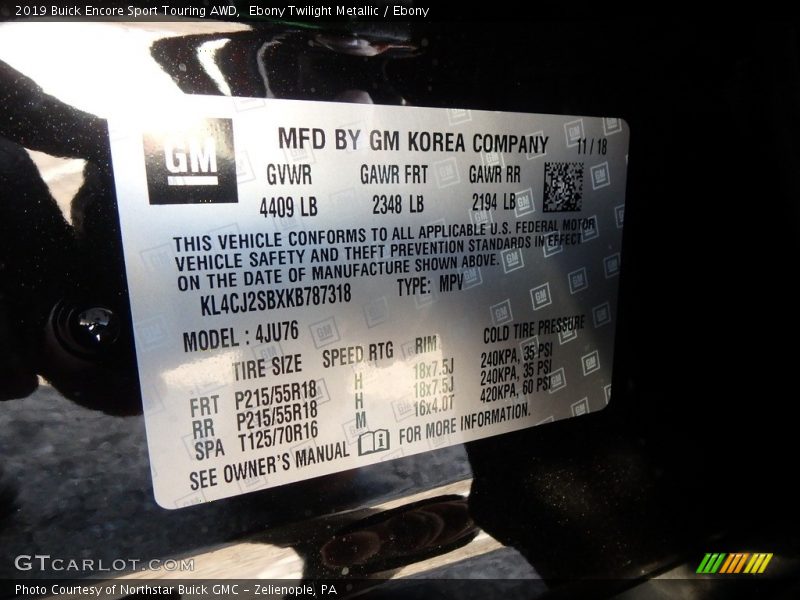 2019 Buick Encore Sport Touring AWD, Ebony Twilight Metallic / Ebony
GM
MFD BY GM KOREA COMPANY 11/18
GVWR GAWR FRT GAWR RR
4409 LB 2348 LB 2194 LB
THIS VEHICLE CONFORMS TO ALL APPLICABLE U.S. FEDERAL MOTOR
VEHICLE SAFETY AND THEFT PREVENTION STANDARDS IN EFFECT
ON THE DATE OF MANUFACTURE SHOWN ABOVE.
KL4CJ2SBXKB787318 TYPE: MPV
MODEL : 4JU76
TIRE SIZE SPEED RTG RIM COLD TIRE PRESSURE
FRT P215/55R18 H 18x7.5J 240KPA, 35 PSI
RR P215/55R18 H 18x7.5J 240KPA, 35 PSI
SPA T125/70R16 M 16x4.0T 420KPA, 60 PSI
SEE OWNER'S MANUAL FOR MORE INFORMATION.
GTCARLOT.COM
Photo Courtesy of Northstar Buick GMC - Zelienople, PA